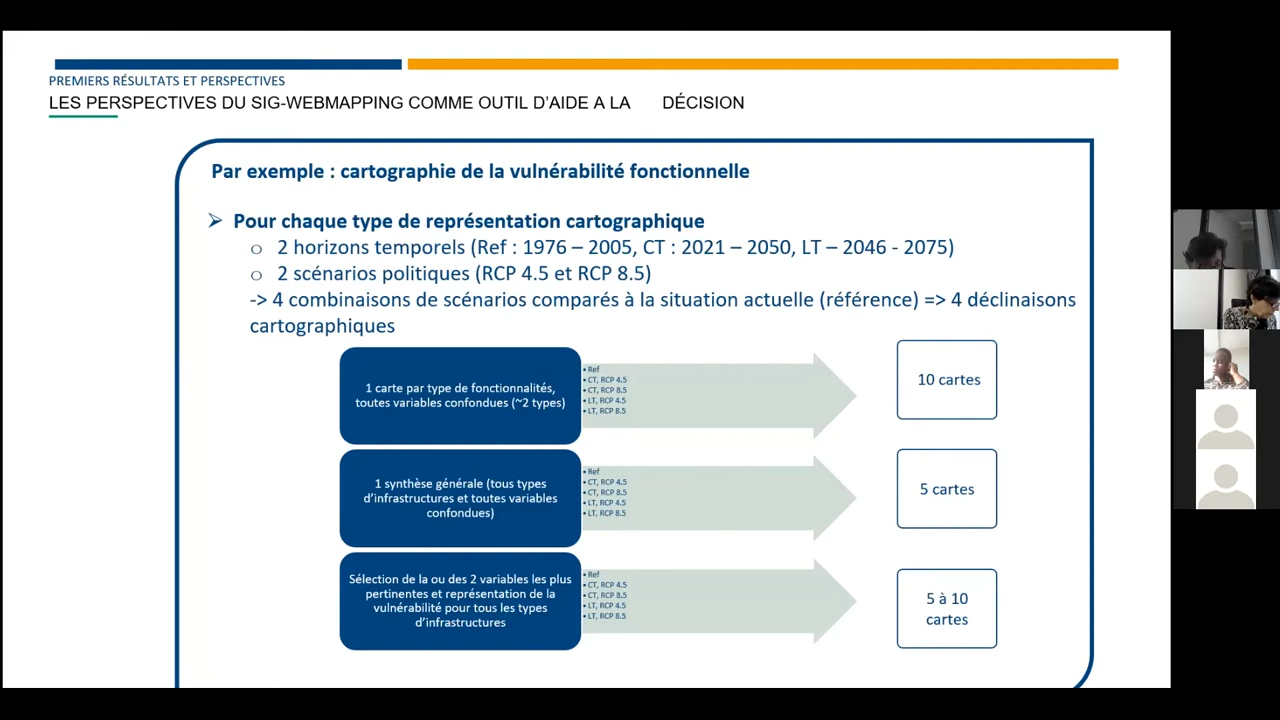 PREMIERS RÉSULTATS ET PERSPECTIVES
LES PERSPECTIVES DU SIG-WEBMAPPING COMME OUTIL D'AIDE A LA DÉCISION
Par exemple : cartographie de la vulnérabilité fonctionnelle
➢ Pour chaque type de représentation cartographique
o 2 horizons temporels (Ref : 1976 – 2005, CT : 2021 – 2050, LT – 2046 - 2075)
o 2 scénarios politiques (RCP 4.5 et RCP 8.5)
-> 4 combinaisons de scénarios comparés à la situation actuelle (référence) => 4 déclinaisons
cartographiques
1 carte par type de fonctionnalités,
toutes variables confondues (~2 types)
• Ref
• CT, RCP 4.5
• CT, RCP 8.5
• LT, RCP 4.5
• LT, RCP 8.5
10 cartes
1 synthèse générale (tous types
d'infrastructures et toutes variables
confondues)
• Ref
• CT, RCP 4.5
• CT, RCP 8.5
• LT, RCP 4.5
• LT, RCP 8.5
5 cartes
Sélection de la ou des 2 variables les plus
pertinentes et représentation de la
vulnérabilité pour tous les types
d'infrastructures
• Ref
• CT, RCP 4.5
• CT, RCP 8.5
• LT, RCP 4.5
• LT, RCP 8.5
5 à 10
cartes